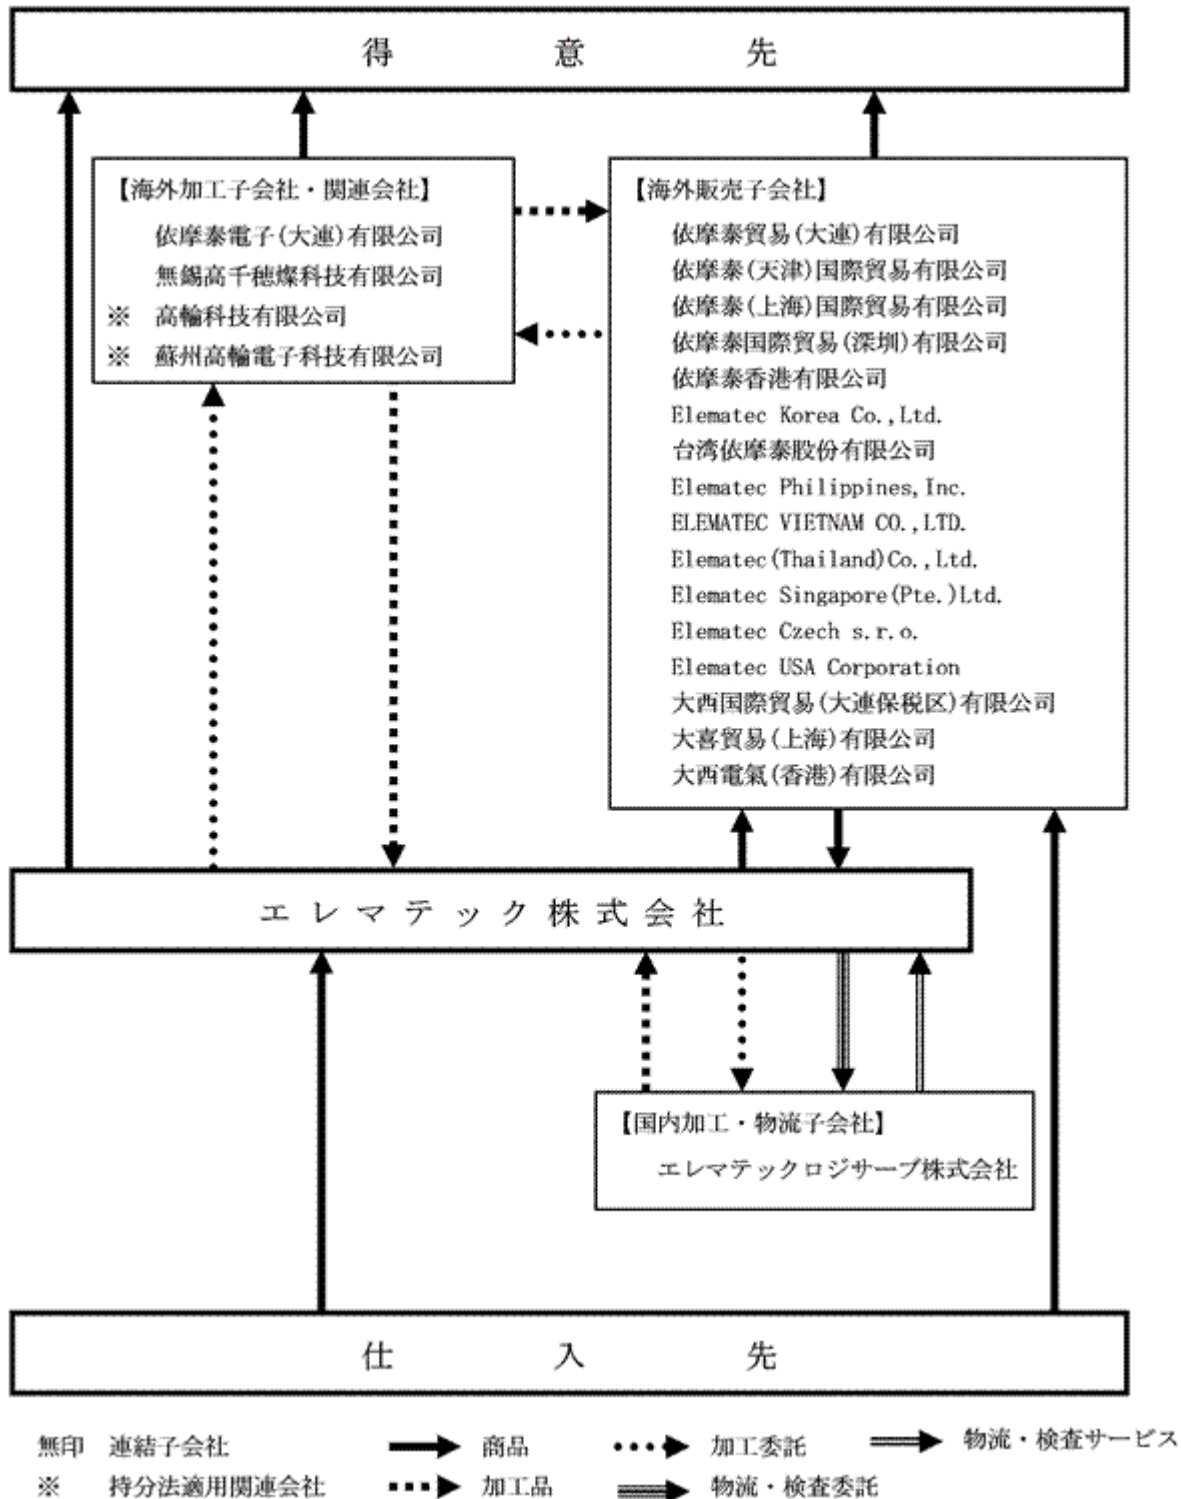 得意先
【海外加工子会社・関連会社】
依摩泰電子(大連)有限公司
無錫高千穂燦科技有限公司
※ 高輪科技有限公司
※ 蘇州高輪電子科技有限公司
【海外販売子会社】
依摩泰貿易(大連)有限公司
依摩泰(天津)国際貿易有限公司
依摩泰(上海)国際貿易有限公司
依摩泰国際貿易(深圳)有限公司
依摩泰香港有限公司
Elematec Korea Co.,Ltd.
台湾依摩泰股份有限公司
Elematec Philippines,Inc.
ELEMATEC VIETNAM CO.,LTD.
Elematec(Thailand)Co.,Ltd.
Elematec Singapore(Pte.)Ltd.
Elematec Czech s.r.o.
Elematec USA Corporation
大西国際貿易(大連保税区)有限公司
大喜貿易(上海)有限公司
大西電氣(香港)有限公司
エレマテック株式会社
【国内加工・物流子会社】
エレマテックロジサーブ株式会社
仕入先
無印 連結子会社 商品 加工委託 物流・検査サービス
※ 持分法適用関連会社 加工品 物流・検査委託